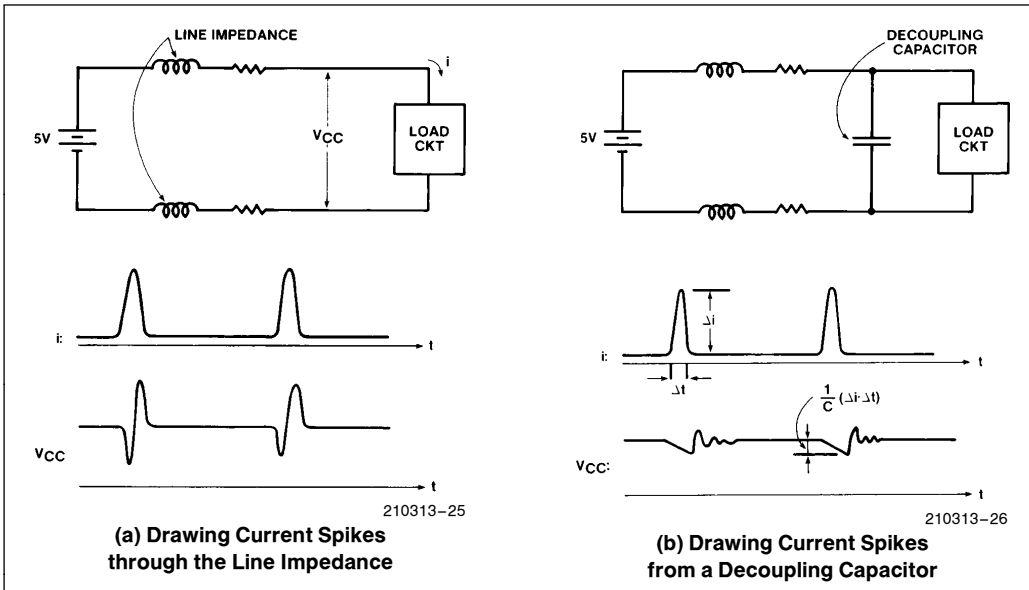 LINE IMPEDANCE
i
5V
VCC
LOAD
CKT
i:
t
VCC
t
210313–25
(a) Drawing Current Spikes
through the Line Impedance
DECOUPLING
CAPACITOR
5V
LOAD
CKT
Δi
i:
t
Δt
1/C (Δi·Δt)
VCC:
t
210313–26
(b) Drawing Current Spikes
from a Decoupling Capacitor